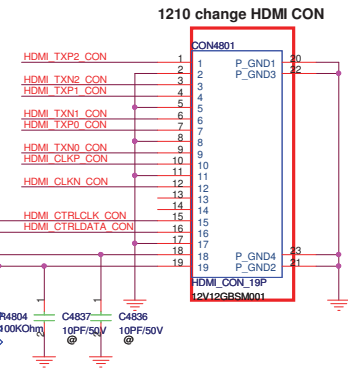 1210 change HDMI CON
CON4801
HDMI_TXP2_CON 1 1 P_GND1 20
2 2 P_GND3 22
HDMI_TXN2_CON 3 3
HDMI_TXP1_CON 4 4
5 5
HDMI_TXN1_CON 6 6
HDMI_TXP0_CON 7 7
8 8
HDMI_TXN0_CON 9 9
HDMI_CLKP_CON 10 10
11 11
HDMI_CLKN_CON 12 12
13 13
14 14
HDMI_CTRLCLK_CON 15 15
HDMI_CTRLDATA_CON 16 16
17 17
18 18 P_GND4 23
19 19 P_GND2 21
HDMI_CON_19P
12V12GBSM001
1 1
R4804 C4837 C4836
100KOhm 10PF/50V 10PF/50V
@ @